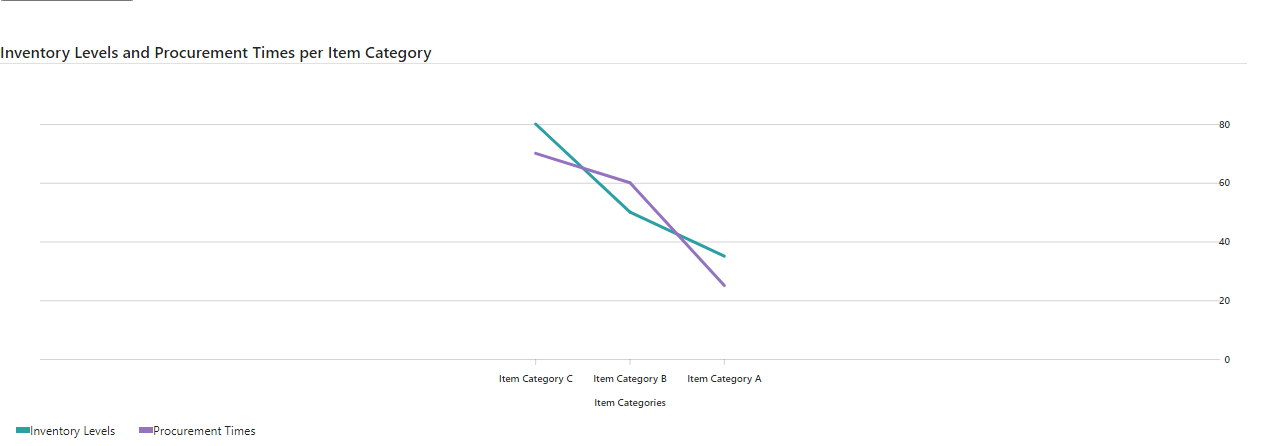 Inventory Levels and Procurement Times per Item Category
80
60
40
20
0
Item Category C Item Category B Item Category A
Item Categories
Inventory Levels Procurement Times